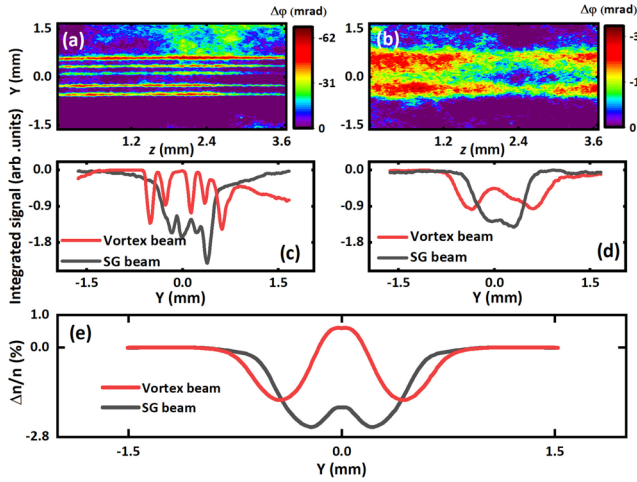 Δφ (mrad)
Δφ (mrad)
1.5
(a)
-62
1.5
(b)
-3
Y (mm)
0.0
-31
0.0
-1
-1.5
0
-1.5
0
1.2
2.4
3.6
1.2
2.4
3.6
z (mm)
z (mm)
Integrated signal (arb .units)
0.0
-0.9
-1.8
Vortex beam
SG beam
(c)
-1.5
0.0
1.5
Y (mm)
0.0
-0.9
-1.8
Vortex beam
SG beam
(d)
-1.5
0.0
1.5
Y (mm)
Δn/n (%)
1.0
0.0
-2.8
(e)
Vortex beam
SG beam
-1.5
0.0
1.5
Y (mm)